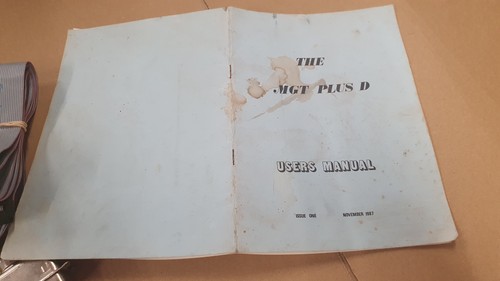 THE
MGT PLUS D
USERS MANUAL
ISSUE ONE NOVEMBER 1987